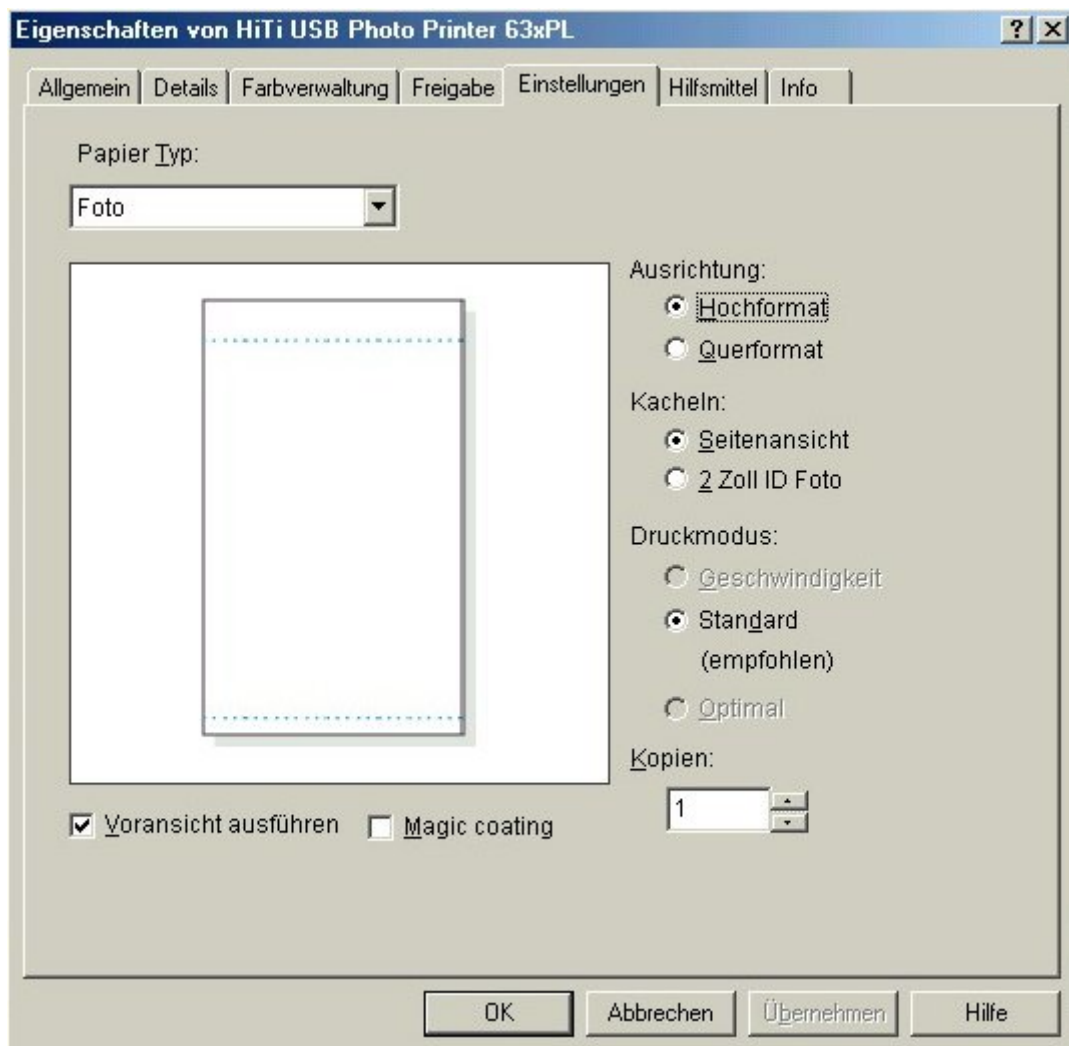 Eigenschaften von HiTi USB Photo Printer 63xPL
Allgemein Details Farbverwaltung Freigabe Einstellungen Hilfsmittel Info
Papier Typ:
Foto
Ausrichtung:
Hochformat
Querformat
Kacheln:
Seitenansicht
2 Zoll ID Foto
Druckmodus:
Geschwindigkeit
Standard
(empfohlen)
Optimal
Kopien:
1
Voransicht ausführen Magic coating
OK Abbrechen Übernehmen Hilfe